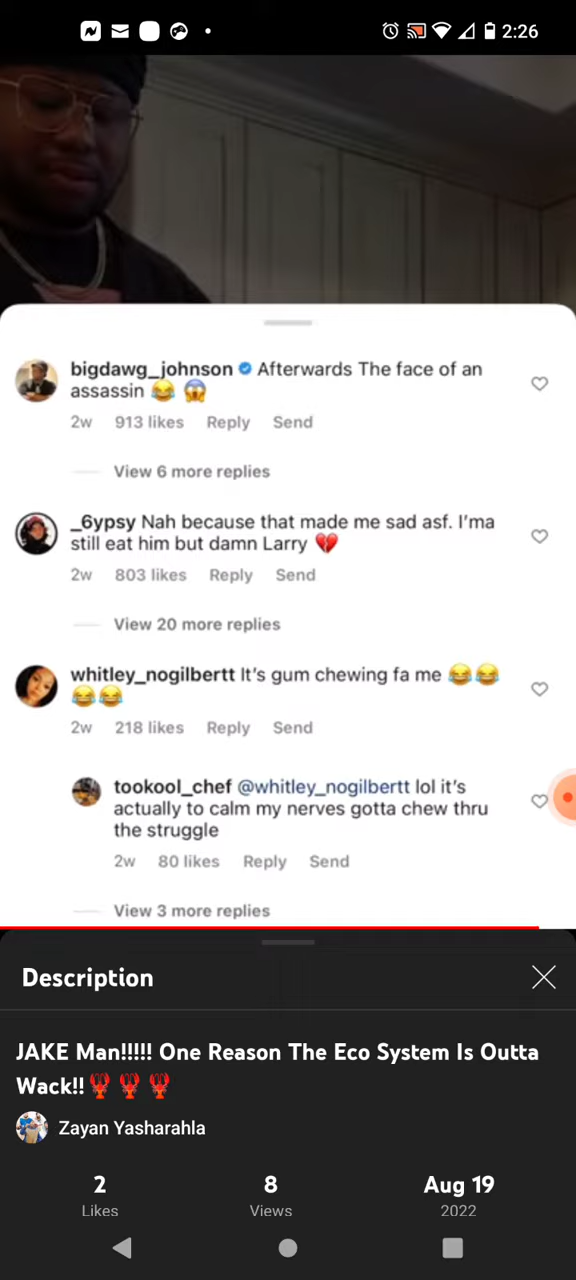 2:26
bigdawg_johnson Afterwards The face of an
assassin 😂 😱
2w 913 likes Reply Send
View 6 more replies
_6ypsy Nah because that made me sad asf. I'ma
still eat him but damn Larry 💔
2w 803 likes Reply Send
View 20 more replies
whitley_nogilbertt It's gum chewing fa me 😂😂
😂😂
2w 218 likes Reply Send
tookool_chef @whitley_nogilbertt lol it's
actually to calm my nerves gotta chew thru
the struggle
2w 80 likes Reply Send
View 3 more replies
Description
JAKE Man!!!!! One Reason The Eco System Is Outta
Wack!!🦞🦞🦞
Zayan Yasharahla
2 8 Aug 19
Likes Views 2022